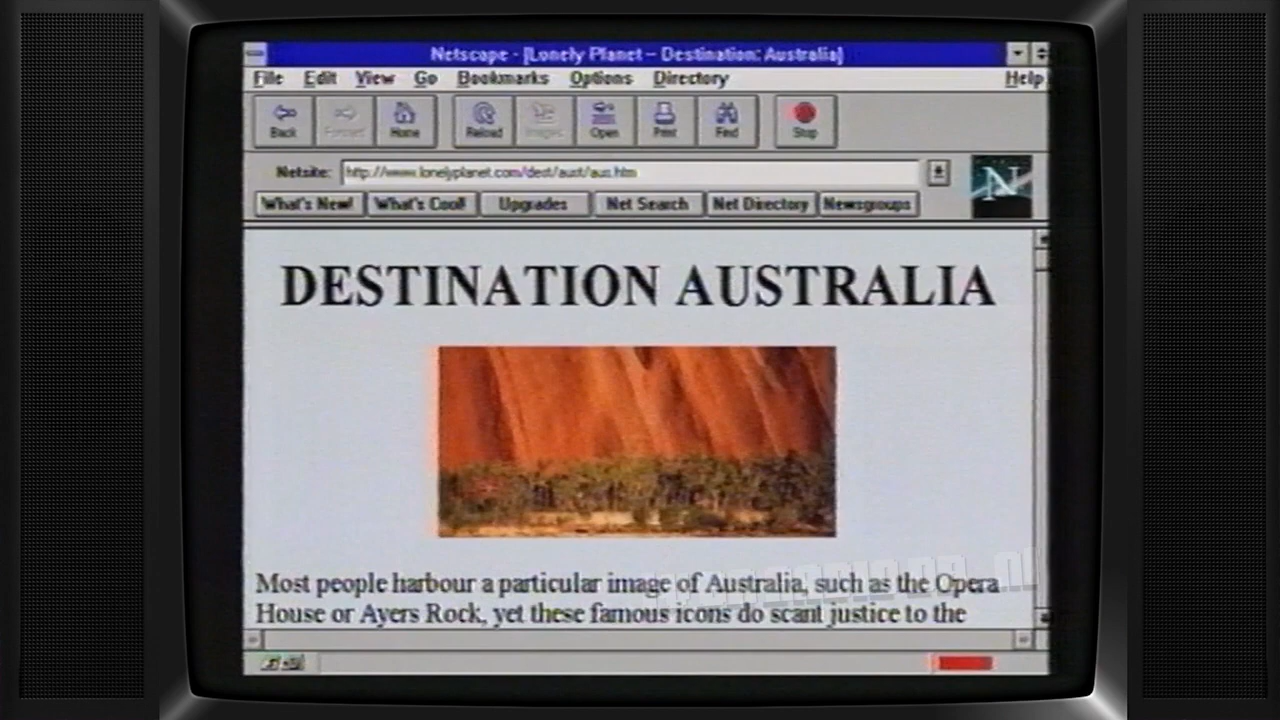 Netscape - [Lonely Planet – Destination: Australia]
File Edit View Go Bookmarks Options Directory Help
Back Forward Home Reload Images Open Print Find Stop
Netsite: http://www.lonelyplanet.com/dest/aust/aus.htm
N
What's New! What's Cool! Upgrades Net Search Net Directory Newsgroups
DESTINATION AUSTRALIA
Most people harbour a particular image of Australia, such as the Opera
House or Ayers Rock, yet these famous icons do scant justice to the